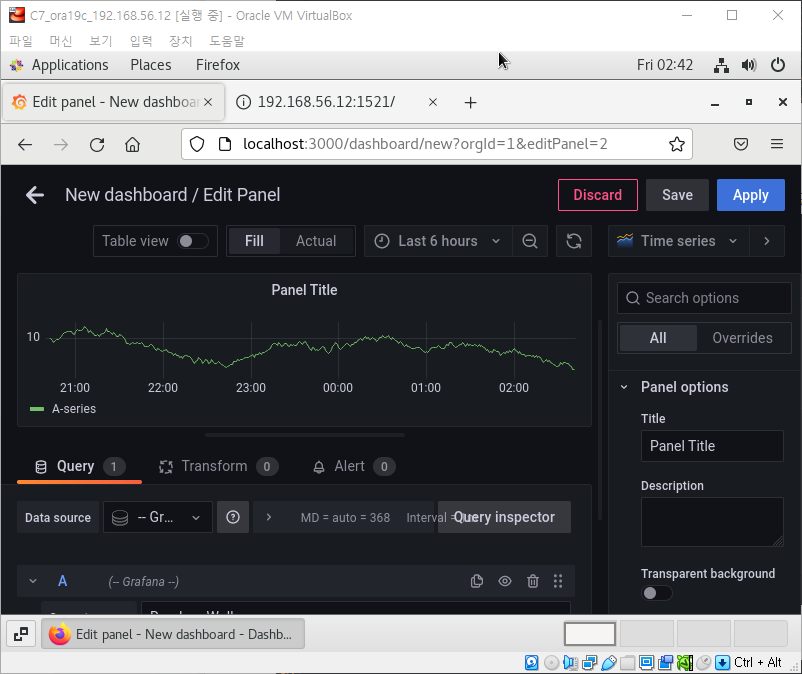 C7_ora19c_192.168.56.12 [실행 중] - Oracle VM VirtualBox
파일 머신 보기 입력 장치 도움말
Applications Places Firefox Fri 02:42
Edit panel - New dashboar 192.168.56.12:1521/
localhost:3000/dashboard/new?orgId=1&editPanel=2
New dashboard / Edit Panel Discard Save Apply
Table view Fill Actual Last 6 hours Time series
Panel Title
10
21:00 22:00 23:00 00:00 01:00 02:00
A-series
Search options
All Overrides
Panel options
Title
Panel Title
Description
Transparent background
Query 1 Transform 0 Alert 0
Data source -- Gr... MD = auto = 368 Interval = Query inspector
A (-- Grafana --)
Edit panel - New dashboard - Dashb...
Ctrl + Alt